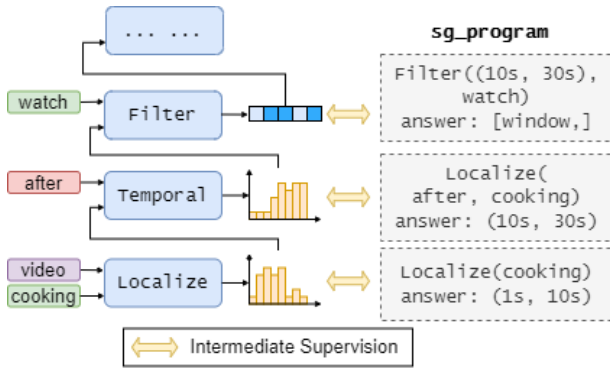 ... ...
sg_program
watch
Filter
Filter((10s, 30s),
watch)
answer: [window,]
after
Temporal
Localize(
after, cooking)
answer: (10s, 30s)
video
cooking
Localize
Localize(cooking)
answer: (1s, 10s)
Intermediate Supervision